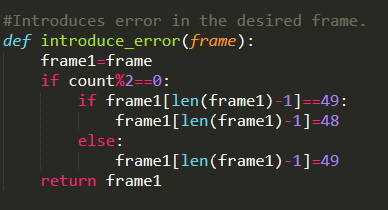 #Introduces error in the desired frame.
def introduce_error(frame):
    frame1=frame
    if count%2==0:
        if frame1[len(frame1)-1]==49:
            frame1[len(frame1)-1]=48
        else:
            frame1[len(frame1)-1]=49
    return frame1